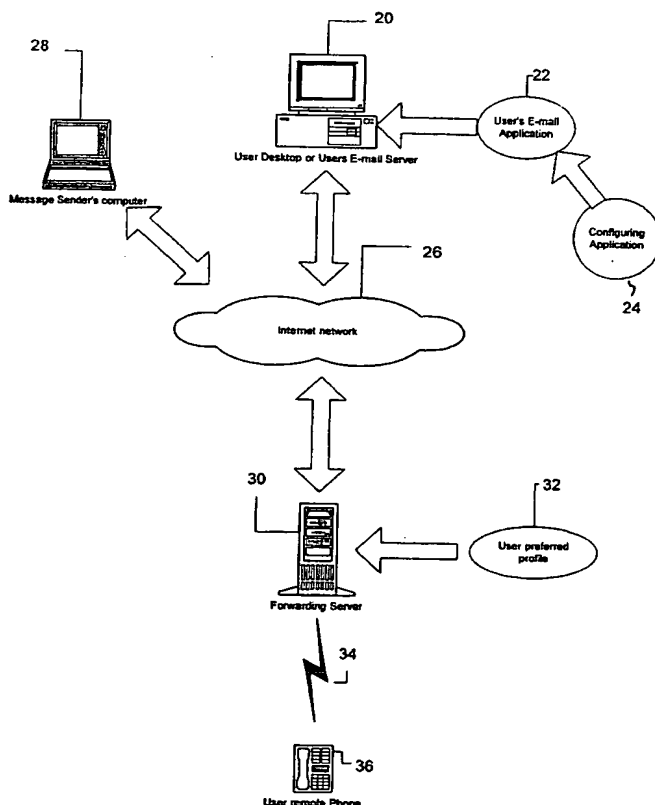 28
20
22
User's E-mail
Application
User Desktop or Users E-mail Server
Message Sender's computer
Configuring
Application
24
26
Internet network
30
32
User preferred
profile
Forwarding Server
34
36
User remote Phone